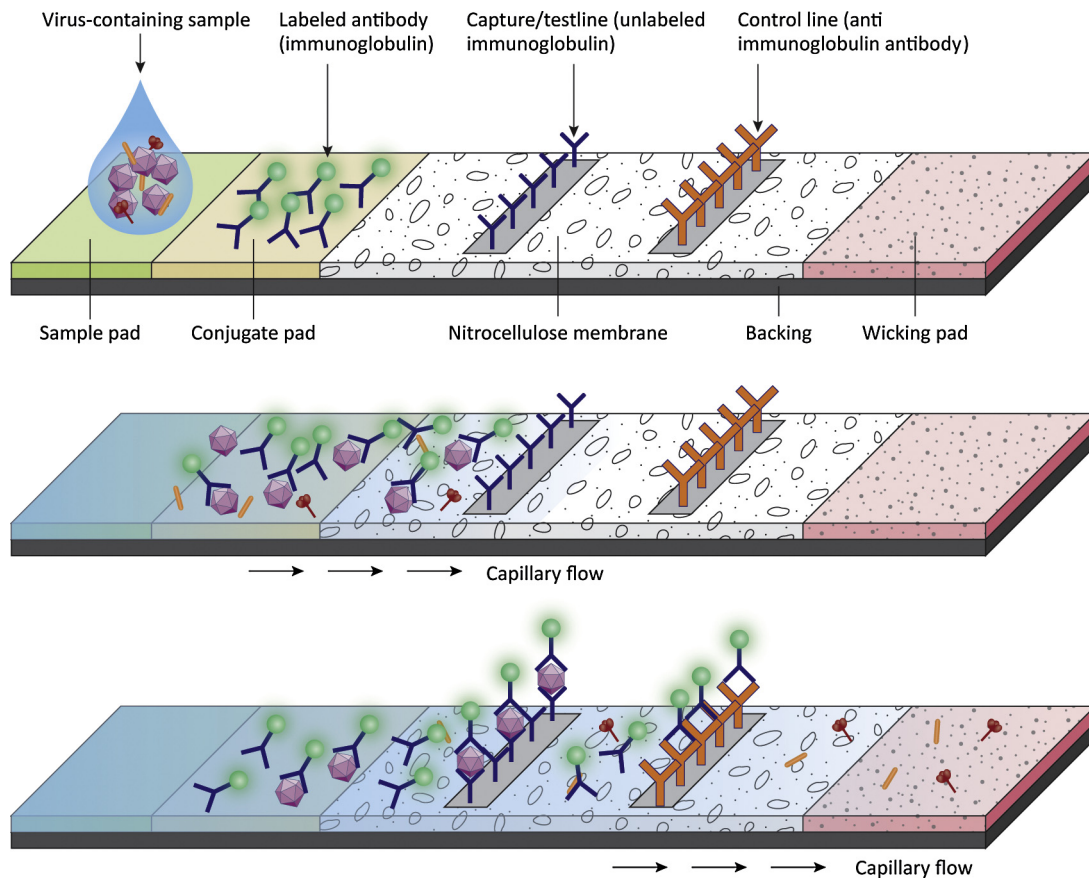 Virus-containing sample
Labeled antibody
(immunoglobulin)
Capture/testline (unlabeled
immunoglobulin)
Control line (anti
immunoglobulin antibody)
Sample pad
Conjugate pad
Nitrocellulose membrane
Backing
Wicking pad
Capillary flow
Capillary flow